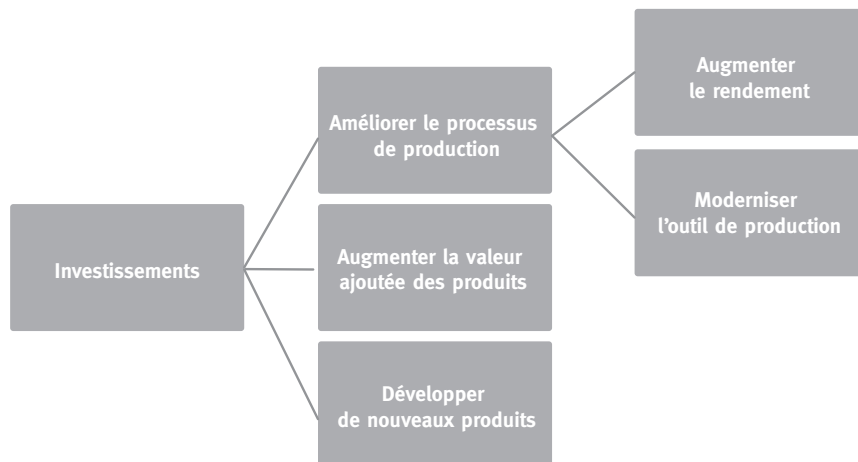 Investissements
Améliorer le processus
de production
Augmenter la valeur
ajoutée des produits
Développer
de nouveaux produits
Augmenter
le rendement
Moderniser
l'outil de production